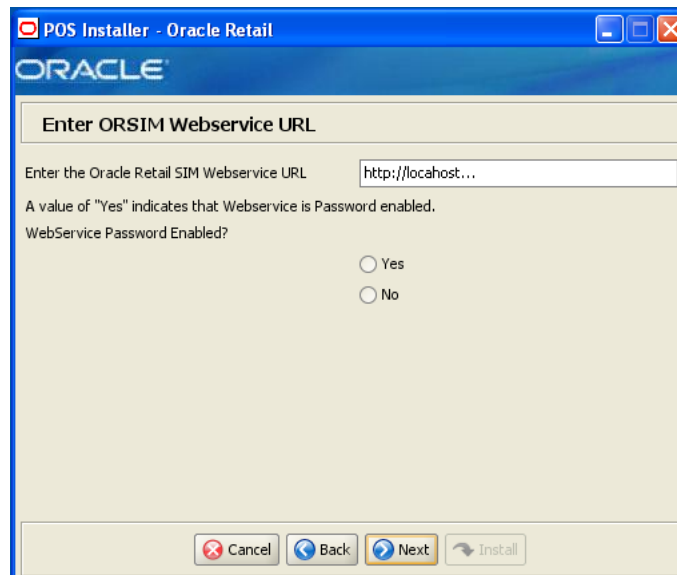 POS Installer - Oracle Retail
ORACLE
Enter ORSIM Webservice URL
Enter the Oracle Retail SIM Webservice URL http://locahost...
A value of "Yes" indicates that Webservice is Password enabled.
WebService Password Enabled?
Yes
No
Cancel Back Next Install